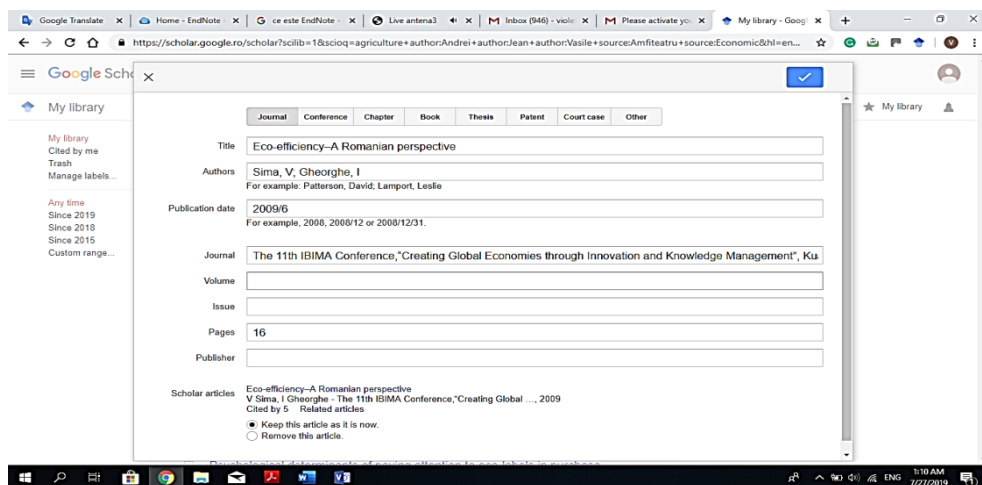 Google Translate
Home - EndNote -
ce este EndNote -
Live antena3
Inbox (946) - viole
Please activate yo
My library - Goog
https://scholar.google.ro/scholar?scilib=1&scioq=agriculture+author:Andrei+author:Jean+author:Vasile+source:Amfiteatru+source:Economic&hl=en...
Google Scho
My library
My library
My library
Cited by me
Trash
Manage labels...
Any time
Since 2019
Since 2018
Since 2015
Custom range...
Journal Conference Chapter Book Thesis Patent Court case Other
Title Eco-efficiency–A Romanian perspective
Authors Sima, V; Gheorghe, I
For example: Patterson, David; Lamport, Leslie
Publication date 2009/6
For example, 2008, 2008/12 or 2008/12/31.
Journal The 11th IBIMA Conference,"Creating Global Economies through Innovation and Knowledge Management", Ku
Volume
Issue
Pages 16
Publisher
Scholar articles Eco-efficiency–A Romanian perspective
V Sima, I Gheorghe - The 11th IBIMA Conference,"Creating Global ..., 2009
Cited by 5 Related articles
Keep this article as it is now.
Remove this article.
ENG
1:10 AM
7/27/2019